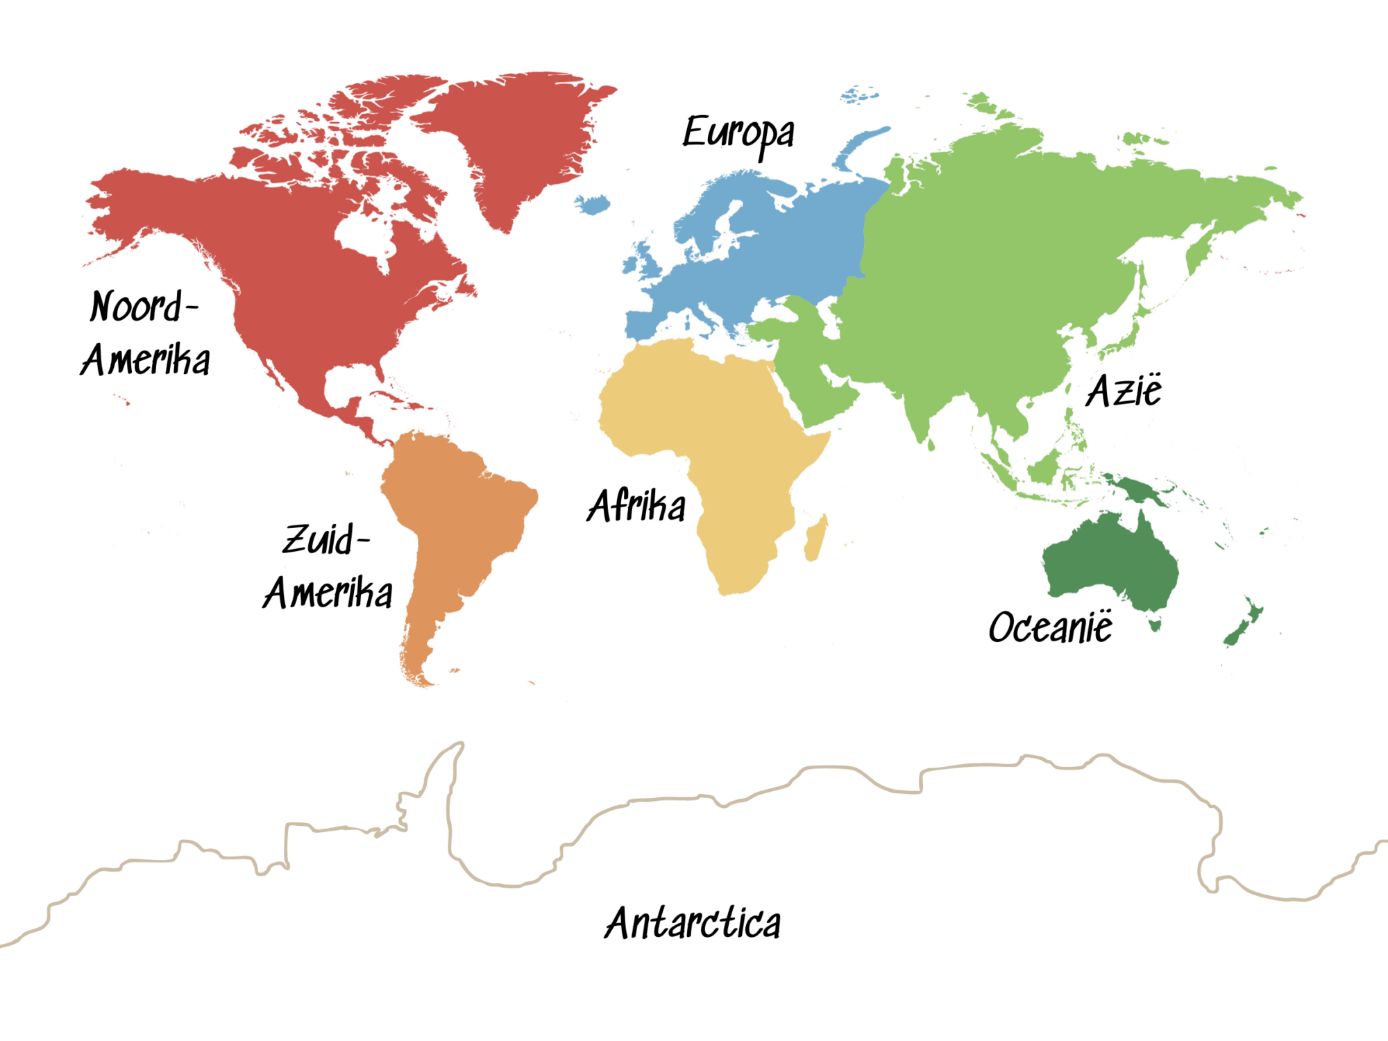 Europa
Noord-
Amerika
Azië
Afrika
Zuid-
Amerika
Oceanië
Antarctica